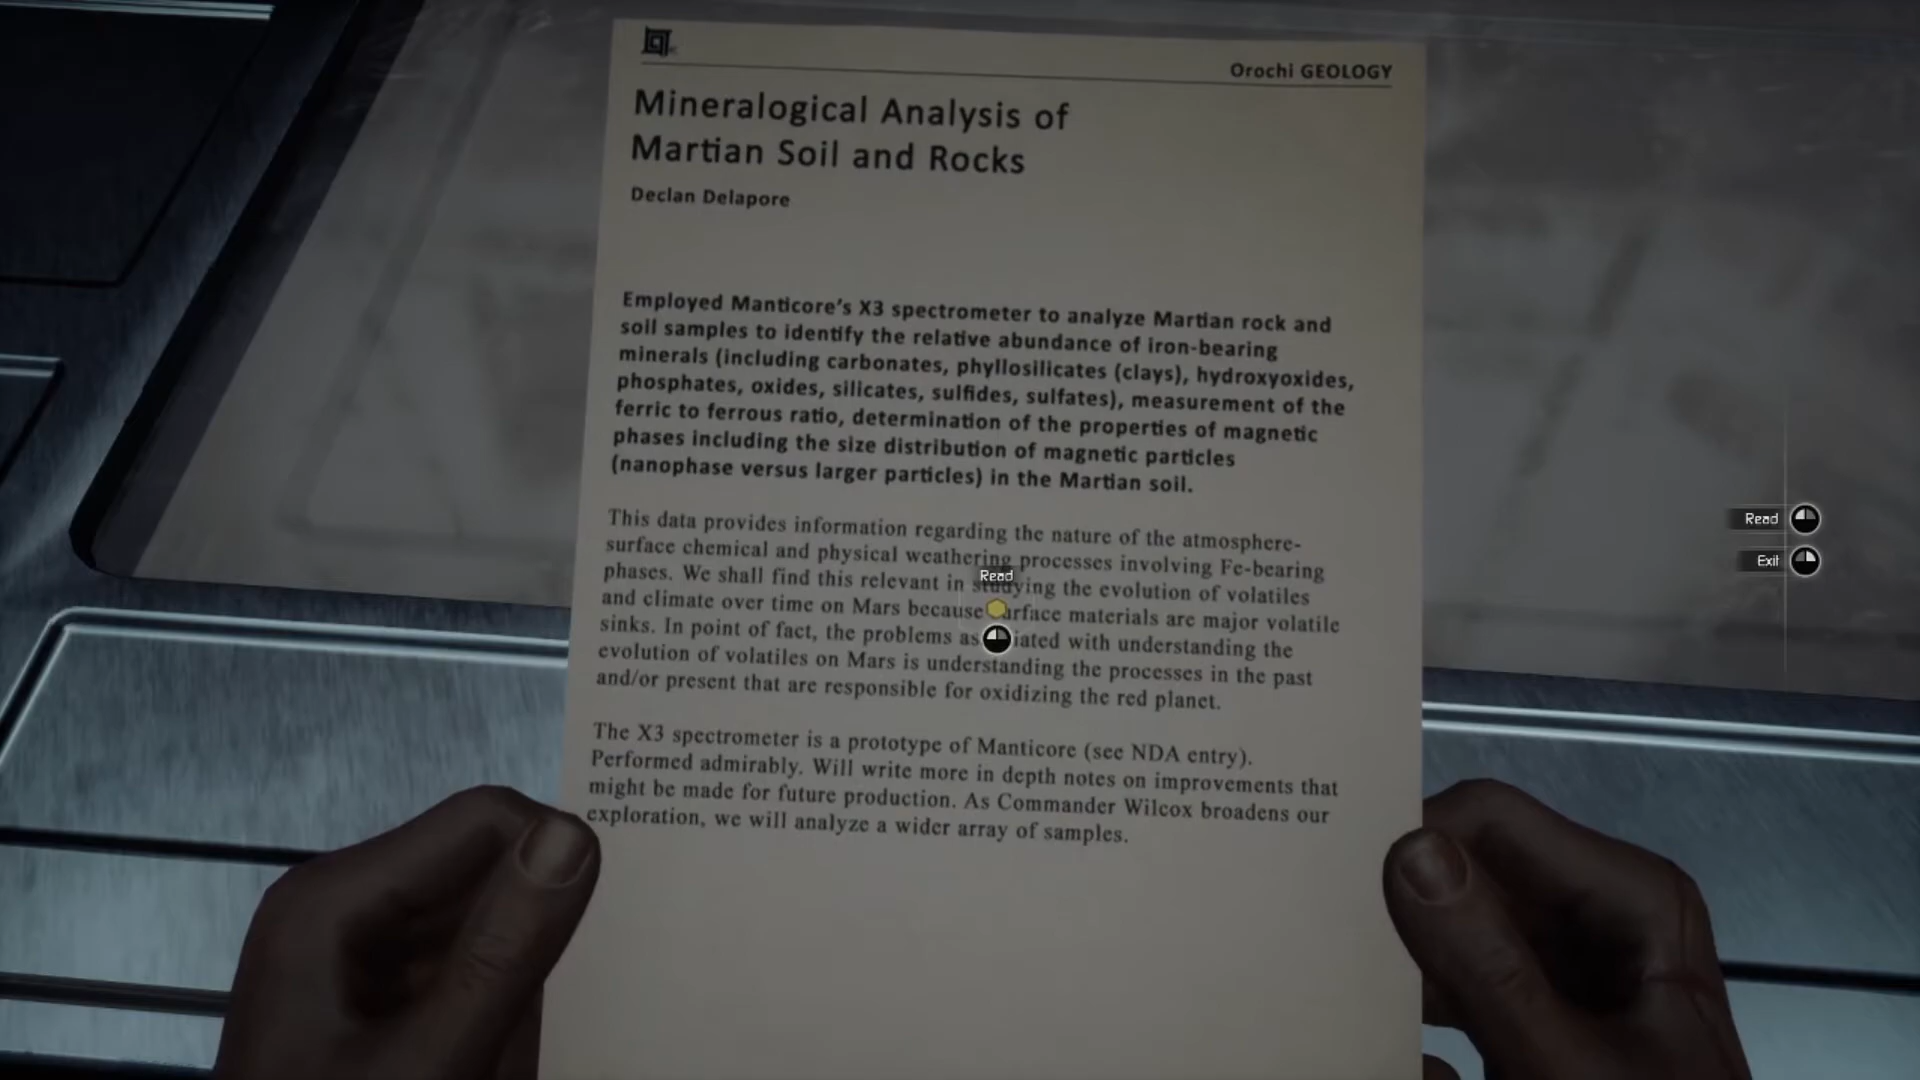 Orochi GEOLOGY
Mineralogical Analysis of
Martian Soil and Rocks
Declan Delapore
Employed Manticore's X3 spectrometer to analyze Martian rock and
soil samples to identify the relative abundance of iron-bearing
minerals (including carbonates, phyllosilicates (clays), hydroxyoxides,
phosphates, oxides, silicates, sulfides, sulfates), measurement of the
ferric to ferrous ratio, determination of the properties of magnetic
phases including the size distribution of magnetic particles
(nanophase versus larger particles) in the Martian soil.
This data provides information regarding the nature of the atmosphere-
surface chemical and physical weathering processes involving Fe-bearing
phases. We shall find this relevant in studying the evolution of volatiles
and climate over time on Mars because surface materials are major volatile
sinks. In point of fact, the problems associated with understanding the
evolution of volatiles on Mars is understanding the processes in the past
and/or present that are responsible for oxidizing the red planet.
The X3 spectrometer is a prototype of Manticore (see NDA entry).
Performed admirably. Will write more in depth notes on improvements that
might be made for future production. As Commander Wilcox broadens our
exploration, we will analyze a wider array of samples.
Read
Read
Exit